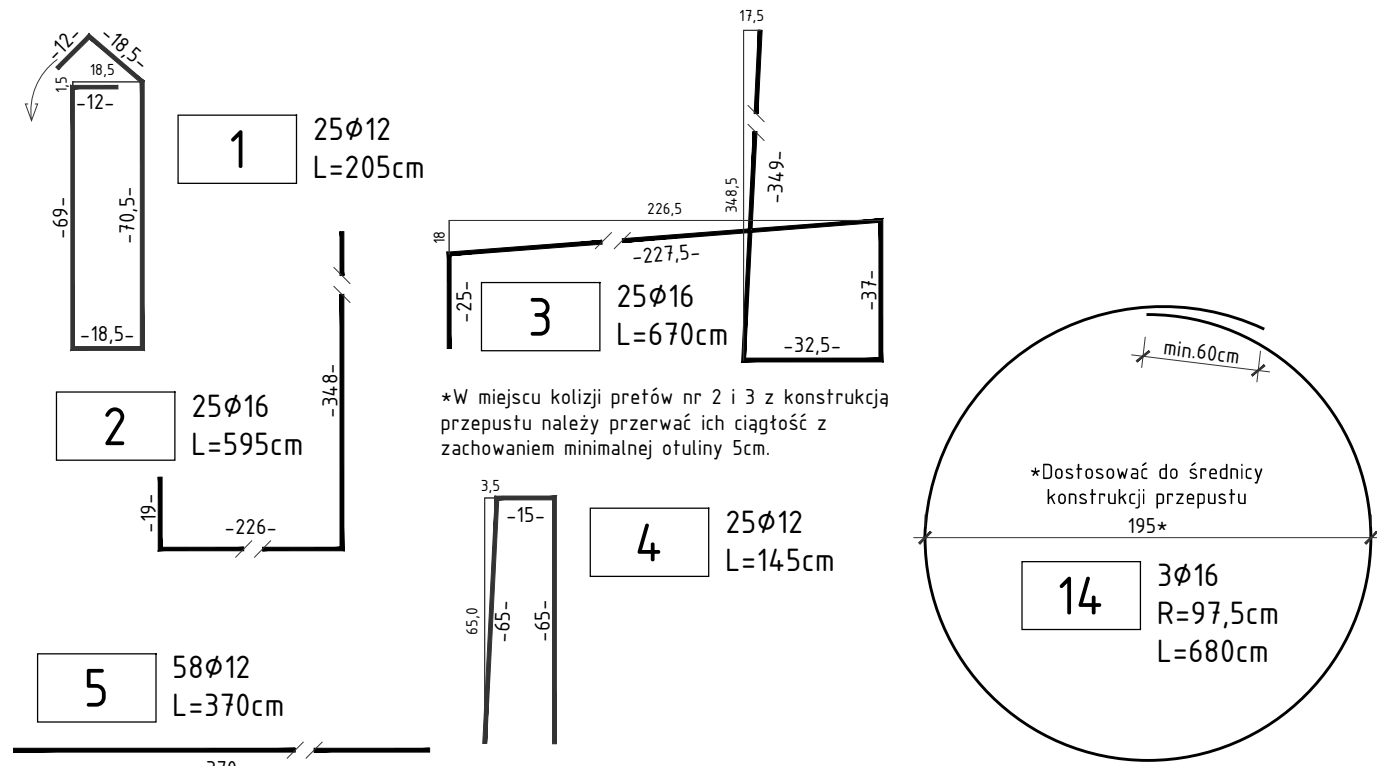 -12-
-18,5-
18,5
1,5
-12-
1
25Ø12
L=205cm
-69-
-70,5-
-18,5-
2
25Ø16
L=595cm
-348-
-19-
-226-
17,5
348,5
-349-
226,5
18
-227,5-
-25-
3
25Ø16
L=670cm
-37-
-32,5-
*W miejscu kolizji pretów nr 2 i 3 z konstrukcją
przepustu należy przerwać ich ciągłość z
zachowaniem minimalnej otuliny 5cm.
3,5
-15-
65,0
-65-
-65-
4
25Ø12
L=145cm
5
58Ø12
L=370cm
min.60cm
*Dostosować do średnicy
konstrukcji przepustu
195*
14
3Ø16
R=97,5cm
L=680cm